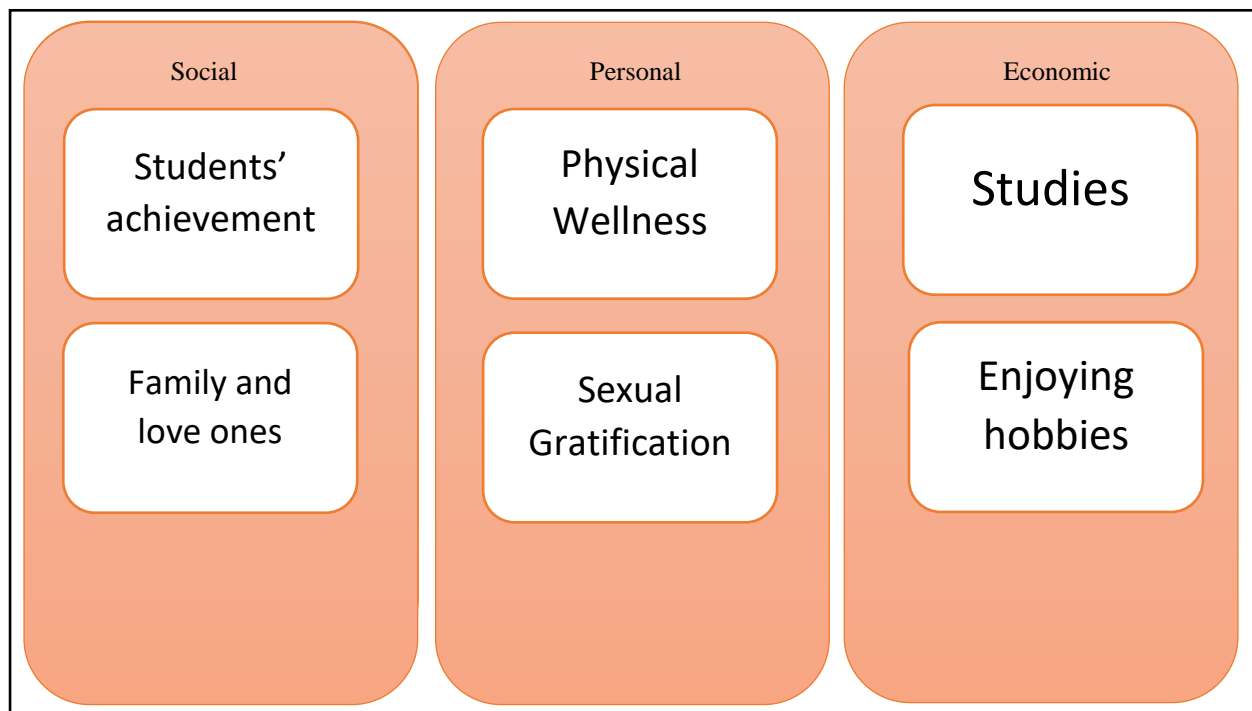 Social
Students’
achievement
Family and
love ones
Personal
Physical
Wellness
Sexual
Gratification
Economic
Studies
Enjoying
hobbies